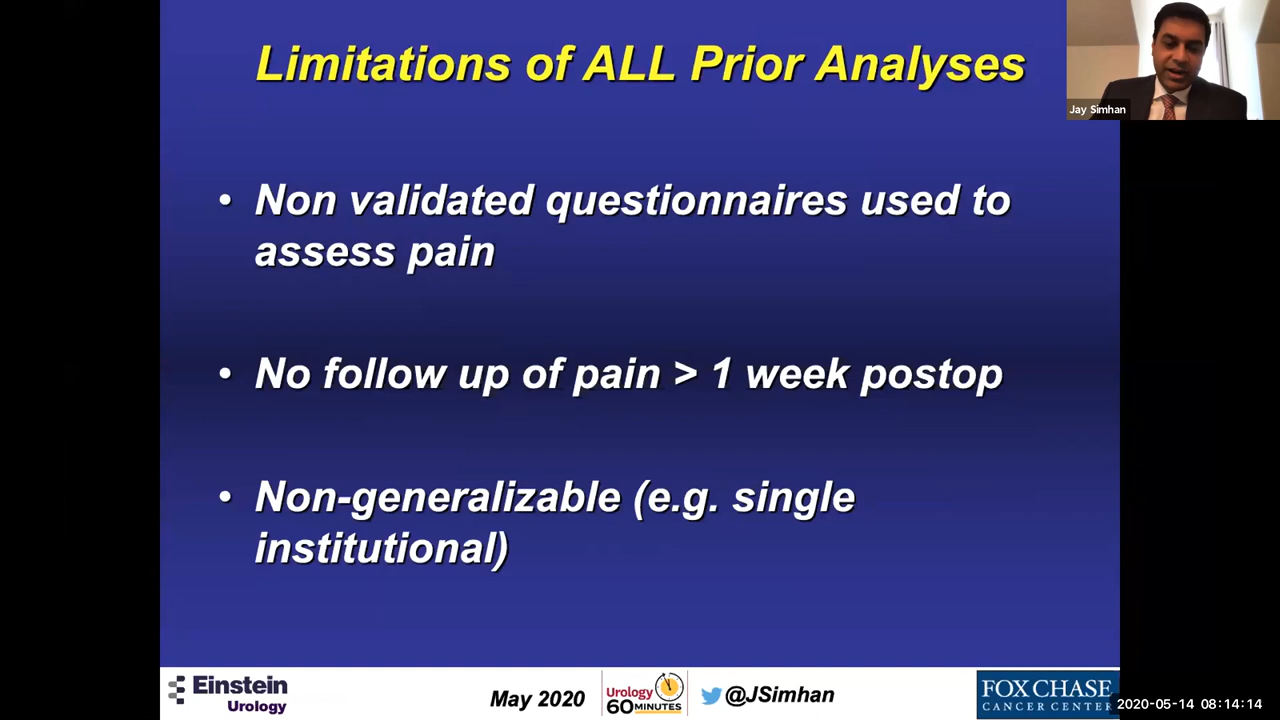 Limitations of ALL Prior Analyses
Jay Simhan
• Non validated questionnaires used to
assess pain
• No follow up of pain > 1 week postop
• Non-generalizable (e.g. single
institutional)
Einstein
Urology
May 2020
Urology
60MINUTES
@JSimhan
FOX CHASE
CANCER CENTER
2020-05-14 08:14:14